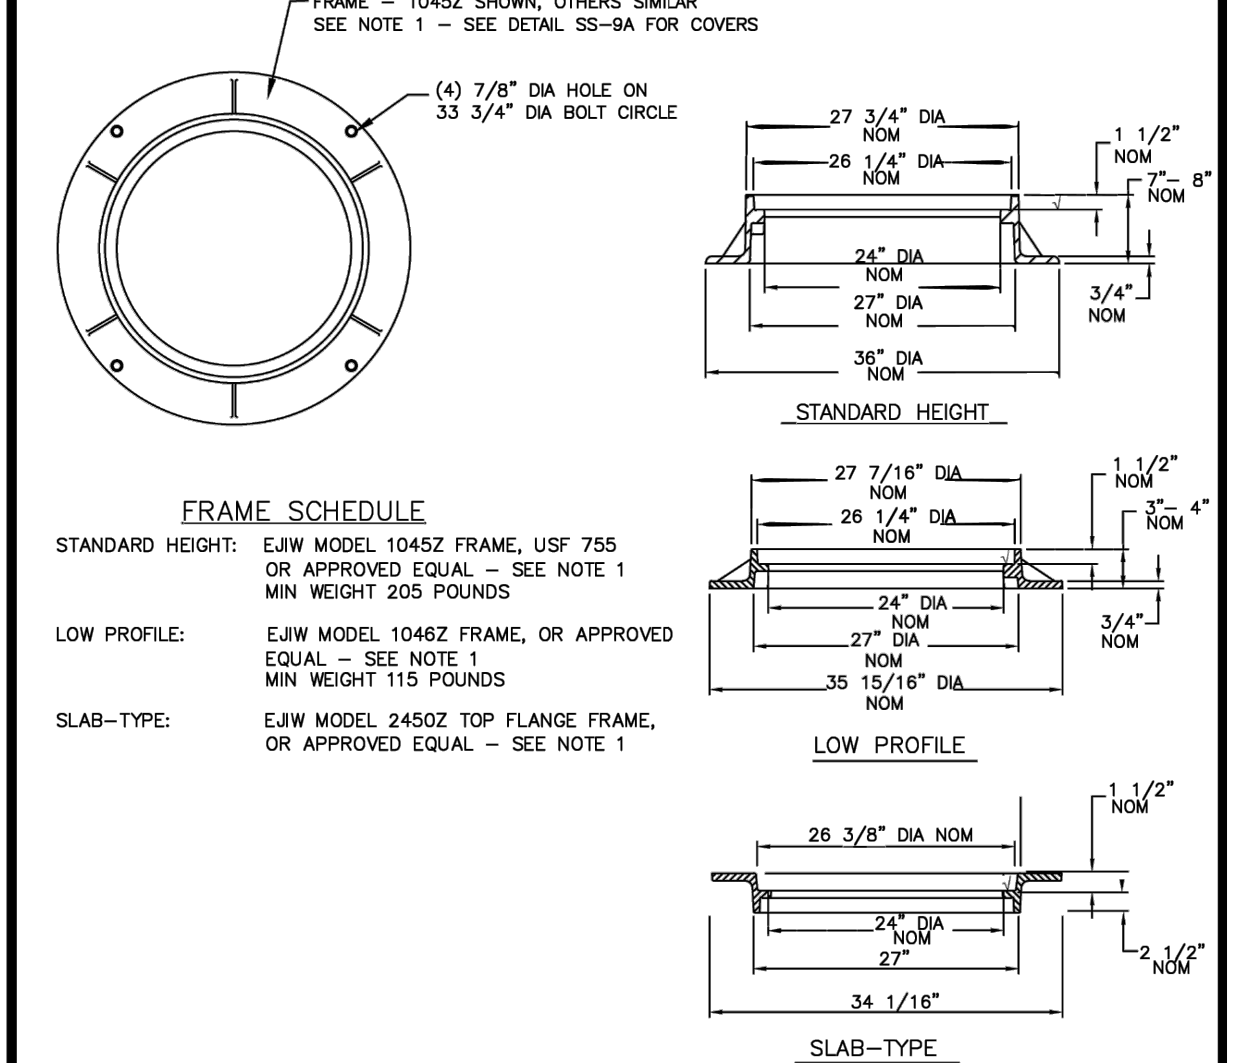 FRAME – 1045Z SHOWN, OTHERS SIMILAR
SEE NOTE 1 – SEE DETAIL SS–9A FOR COVERS
(4) 7/8" DIA HOLE ON
33 3/4" DIA BOLT CIRCLE
27 3/4" DIA
NOM
26 1/4" DIA
NOM
1 1/2"
NOM
7"– 8"
NOM
24" DIA
NOM
27" DIA
NOM
3/4"
NOM
36" DIA
NOM
STANDARD HEIGHT
FRAME SCHEDULE
STANDARD HEIGHT: EJIW MODEL 1045Z FRAME, USF 755
OR APPROVED EQUAL – SEE NOTE 1
MIN WEIGHT 205 POUNDS
LOW PROFILE: EJIW MODEL 1046Z FRAME, OR APPROVED
EQUAL – SEE NOTE 1
MIN WEIGHT 115 POUNDS
SLAB–TYPE: EJIW MODEL 2450Z TOP FLANGE FRAME,
OR APPROVED EQUAL – SEE NOTE 1
27 7/16" DIA
NOM
26 1/4" DIA
NOM
1 1/2"
NOM
3"– 4"
NOM
24" DIA
NOM
27" DIA
NOM
3/4"
NOM
35 15/16" DIA
NOM
LOW PROFILE
1 1/2"
NOM
26 3/8" DIA NOM
24" DIA
NOM
27"
2 1/2"
NOM
34 1/16"
SLAB–TYPE